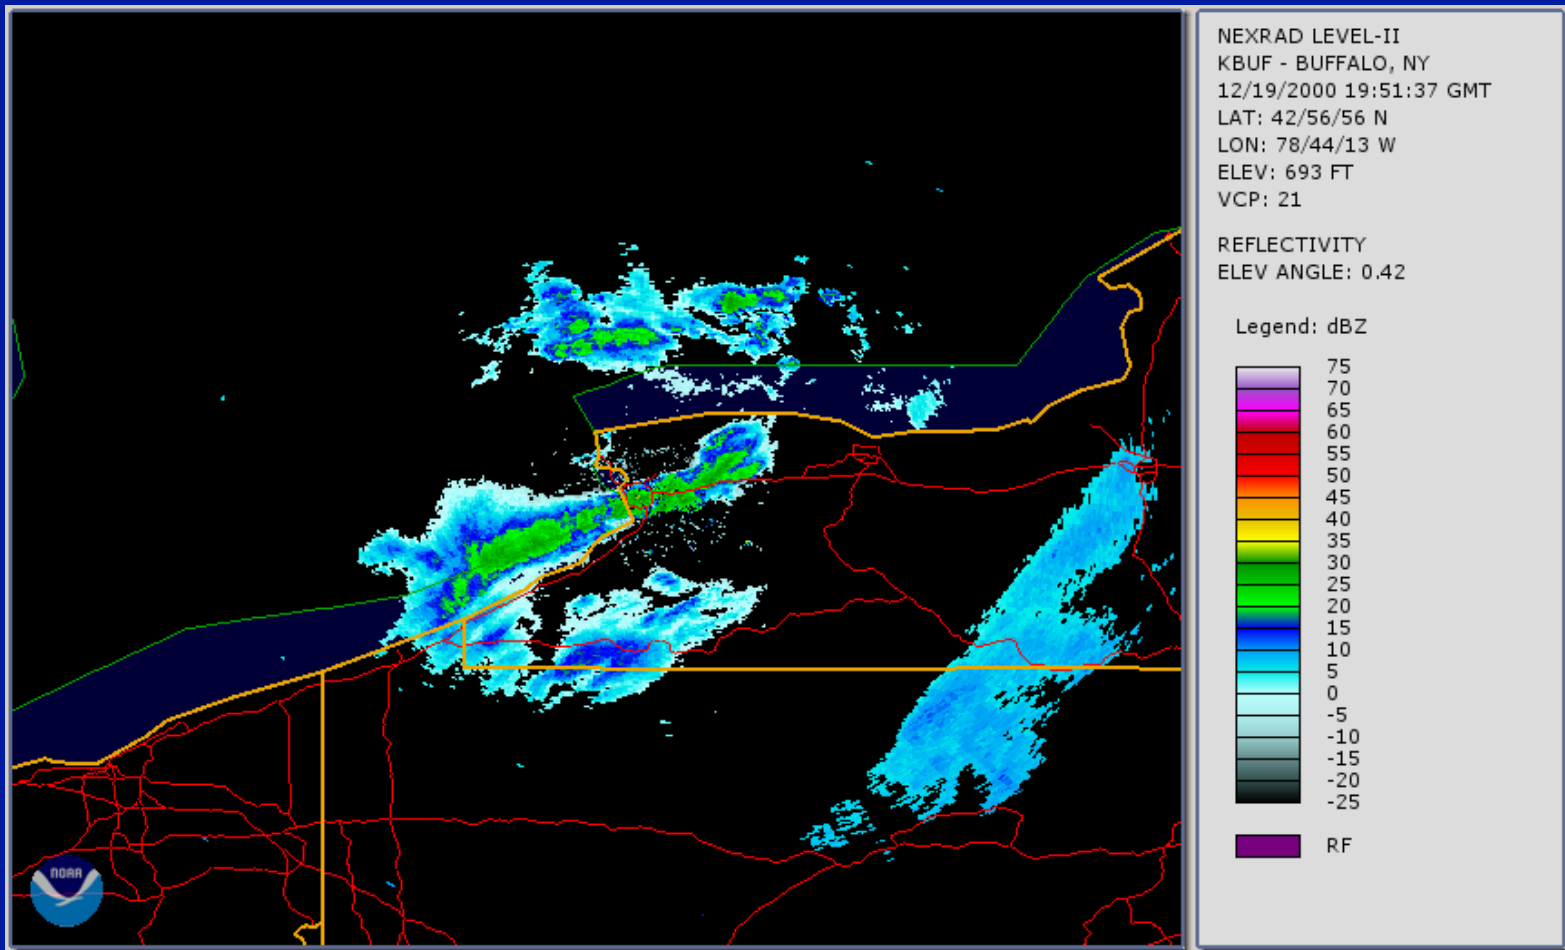 NEXRAD LEVEL-II
KBUF - BUFFALO, NY
12/19/2000 19:51:37 GMT
LAT: 42/56/56 N
LON: 78/44/13 W
ELEV: 693 FT
VCP: 21
REFLECTIVITY
ELEV ANGLE: 0.42
Legend: dBZ
75
70
65
60
55
50
45
40
35
30
25
20
15
10
5
0
-5
-10
-15
-20
-25
RF
NOAA